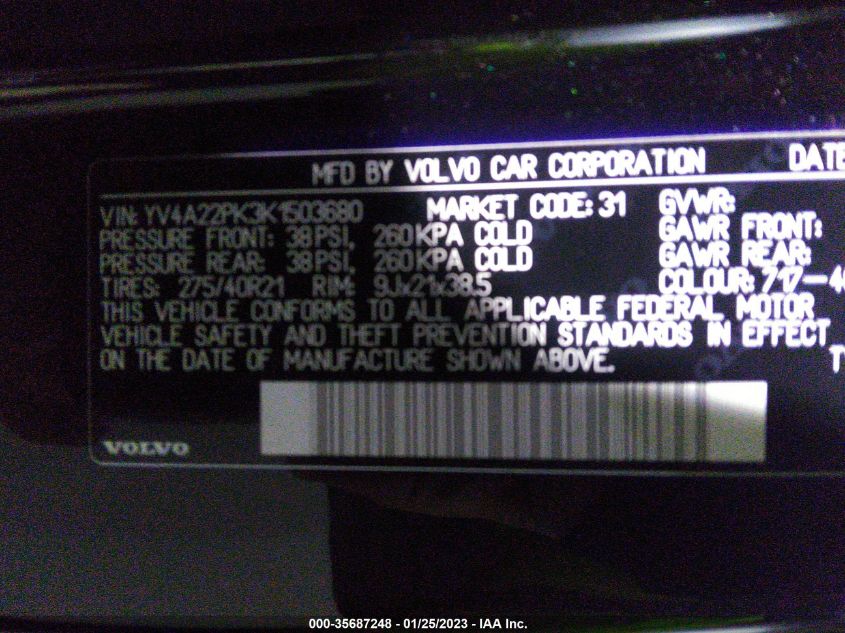 MFD BY VOLVO CAR CORPORATION DATE
VIN: YV4A22PK3K1503680 MARKET CODE: 31 GVWR:
PRESSURE FRONT: 38 PSI, 260 KPA COLD GAWR FRONT:
PRESSURE REAR: 38 PSI, 260 KPA COLD GAWR REAR:
TIRES: 275/40R21 RIM: 9Jx21x38.5 COLOUR: 717-4
THIS VEHICLE CONFORMS TO ALL APPLICABLE FEDERAL MOTOR
VEHICLE SAFETY AND THEFT PREVENTION STANDARDS IN EFFECT
ON THE DATE OF MANUFACTURE SHOWN ABOVE. T
VOLVO
000-35687248 - 01/25/2023 - IAA Inc.